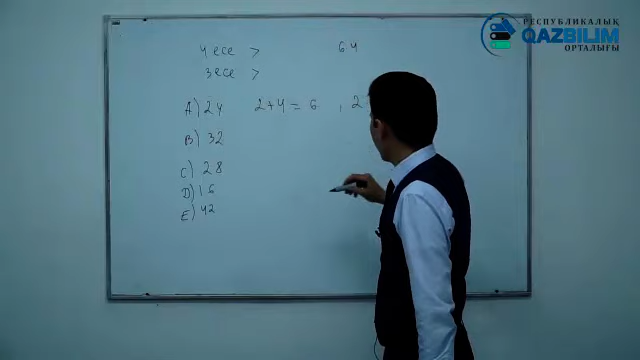 РЕСПУБЛИКАЛЫҚ
QAZBILIM
ОРТАЛЫҒЫ
4 есе > 64
3 есе >
A) 24 2+4=6 , 2
B) 32
C) 28
D) 16
E) 42